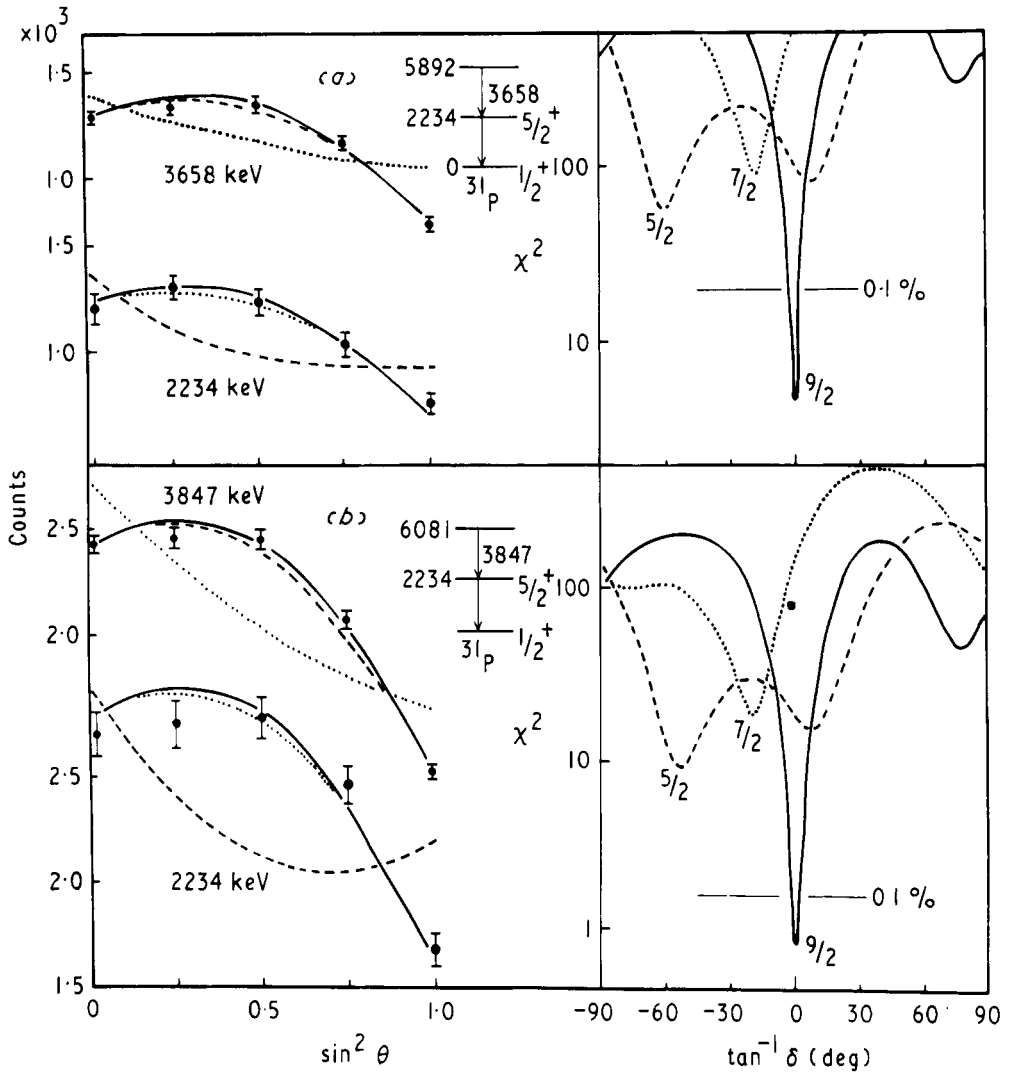 ×10³
1·5
1·0
1·5
1·0
(a)
3658 keV
2234 keV
5892
3658
2234 5/2⁺
0 1/2⁺
31p
χ²
100
10
5/2
7/2
9/2
0·1%
Counts
2·5
2·0
2·5
2·0
1·5
3847 keV
(b)
2234 keV
6081
3847
2234 5/2⁺
1/2⁺
31p
χ²
100
10
1
5/2
7/2
9/2
0 1%
0 0.5 1.0
sin² θ
-90 -60 -30 0 30 60 90
tan⁻¹ δ (deg)